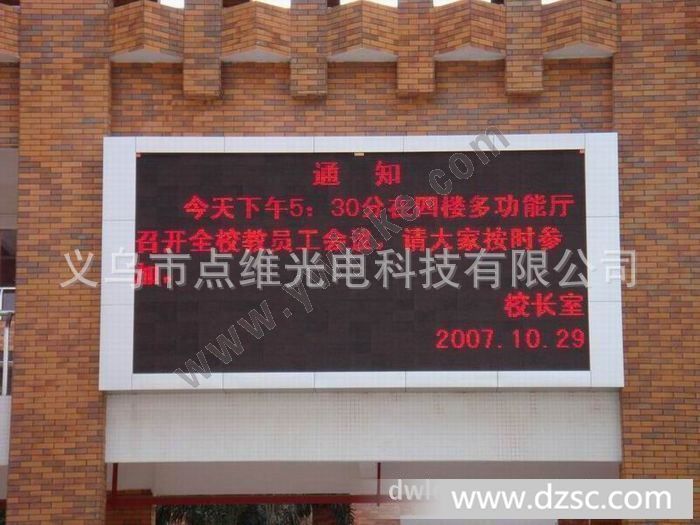 通 知
今天下午5：30分在四楼多功能厅
召开全校教员工会议，请大家按时参
加。
校长室
2007.10.29
义乌市点维光电科技有限公司
www.dzsc.com